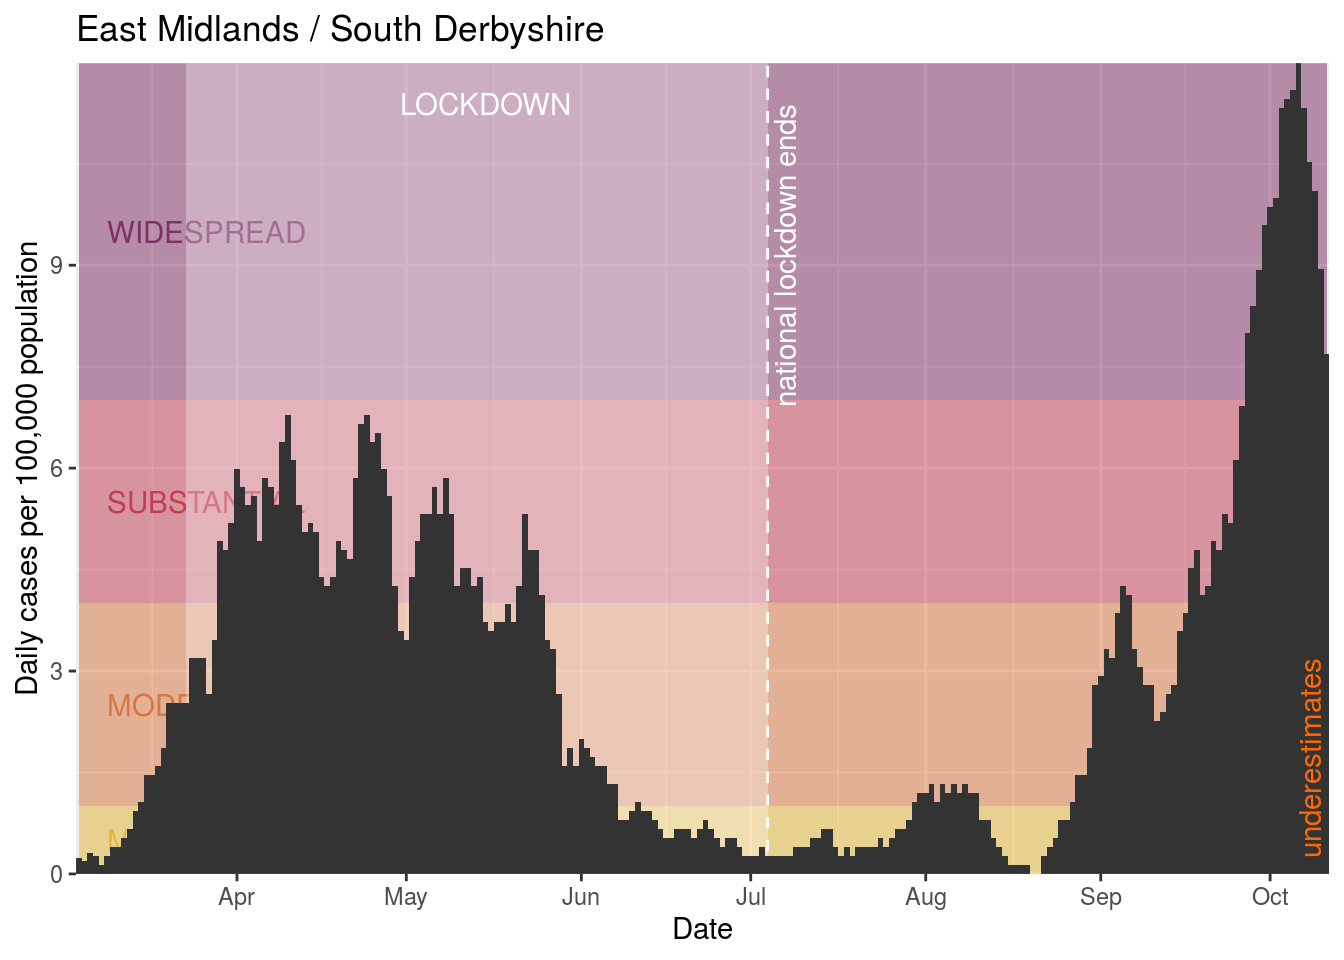 East Midlands / South Derbyshire
Daily cases per 100,000 population
LOCKDOWN
national lockdown ends
WIDESPREAD
9
6
3
0
underestimates
Apr
May
Jun
Jul
Aug
Sep
Oct
Date